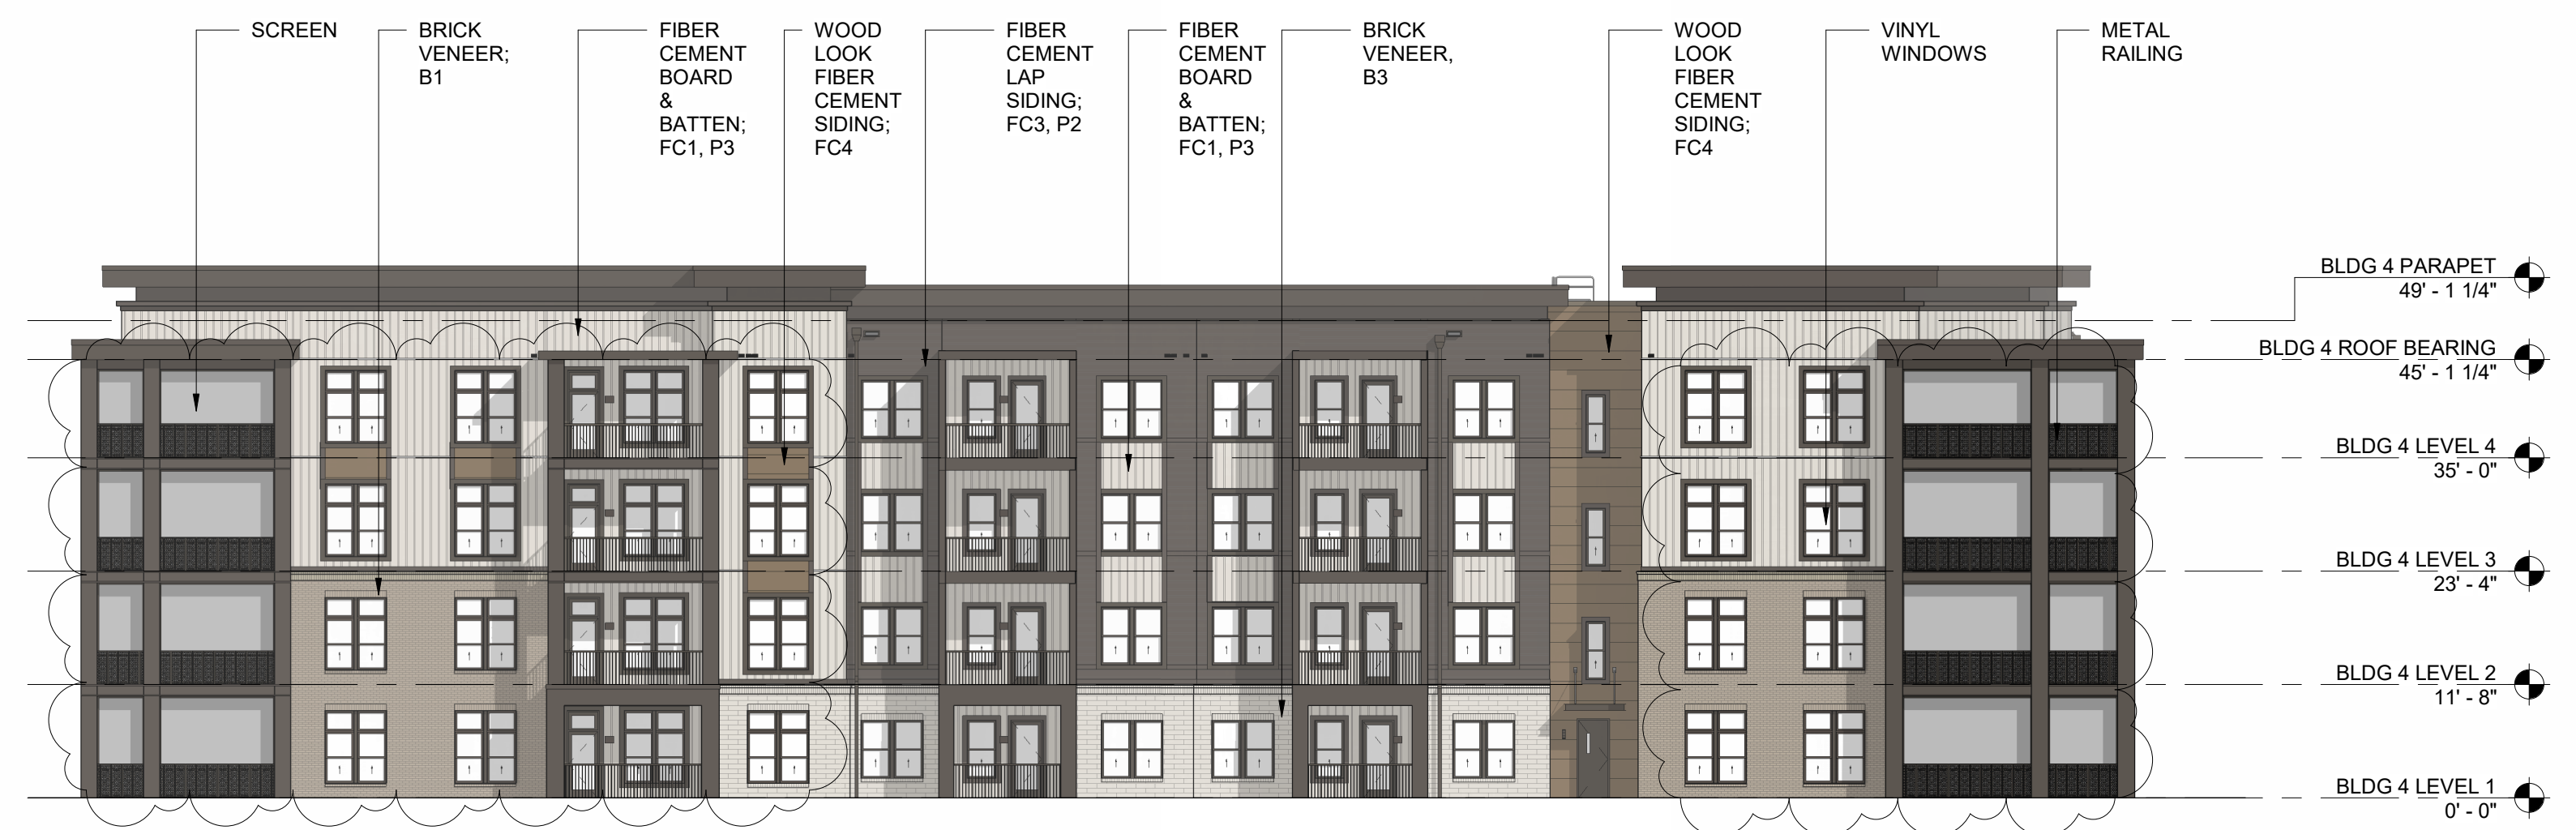 SCREEN
BRICK
VENEER;
B1
FIBER
CEMENT
BOARD
&
BATTEN;
FC1, P3
WOOD
LOOK
FIBER
CEMENT
SIDING;
FC4
FIBER
CEMENT
LAP
SIDING;
FC3, P2
FIBER
CEMENT
BOARD
&
BATTEN;
FC1, P3
BRICK
VENEER,
B3
WOOD
LOOK
FIBER
CEMENT
SIDING;
FC4
VINYL
WINDOWS
METAL
RAILING
BLDG 4 PARAPET
49' - 1 1/4"
BLDG 4 ROOF BEARING
45' - 1 1/4"
BLDG 4 LEVEL 4
35' - 0"
BLDG 4 LEVEL 3
23' - 4"
BLDG 4 LEVEL 2
11' - 8"
BLDG 4 LEVEL 1
0' - 0"